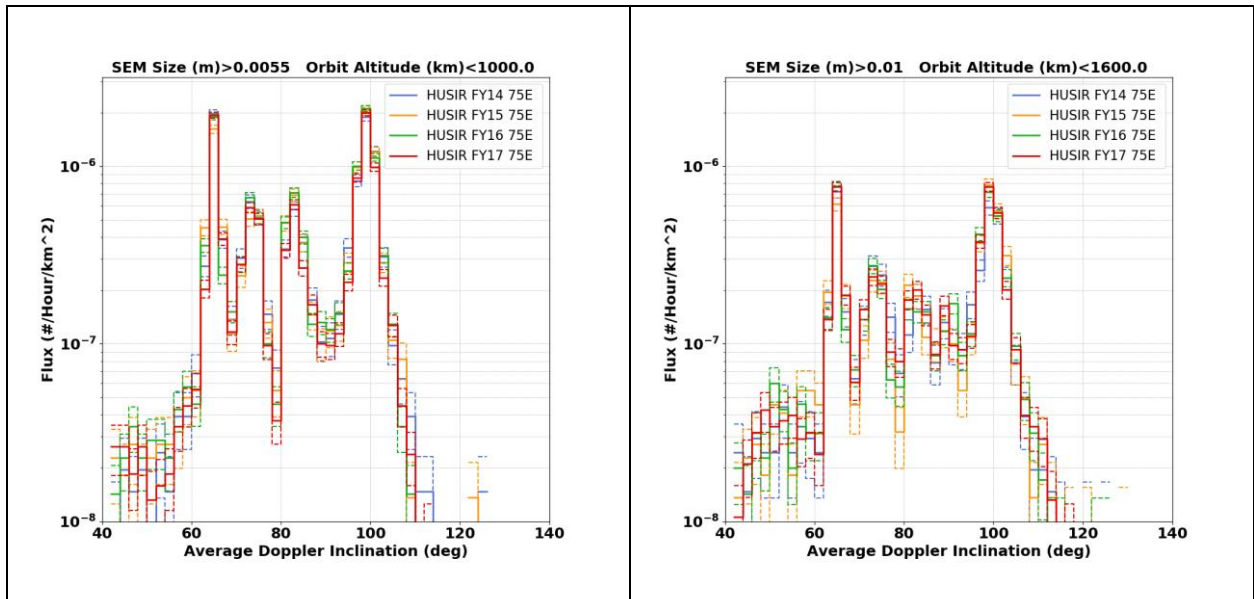 SEM Size (m)>0.0055 Orbit Altitude (km)<1000.0
HUSIR FY14 75E
HUSIR FY15 75E
HUSIR FY16 75E
HUSIR FY17 75E
Flux (#/Hour/km^2)
10^-6
10^-7
10^-8
40 60 80 100 120 140
Average Doppler Inclination (deg)
SEM Size (m)>0.01 Orbit Altitude (km)<1600.0
HUSIR FY14 75E
HUSIR FY15 75E
HUSIR FY16 75E
HUSIR FY17 75E
Flux (#/Hour/km^2)
10^-6
10^-7
10^-8
40 60 80 100 120 140
Average Doppler Inclination (deg)